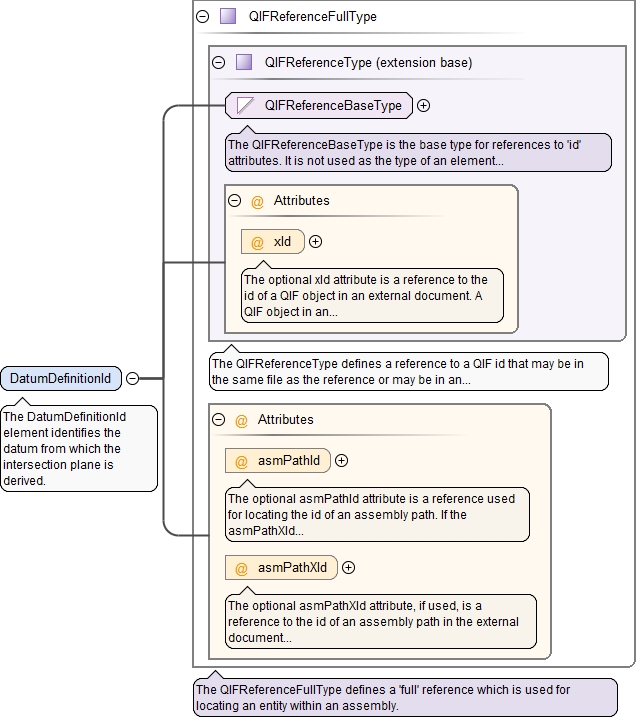 QIFReferenceFullType
QIFReferenceType (extension base)
QIFReferenceBaseType
The QIFReferenceBaseType is the base type for references to 'id'
attributes. It is not used as the type of an element...
@ Attributes
@ xId
The optional xId attribute is a reference to the
id of a QIF object in an external document. A
QIF object in an...
The QIFReferenceType defines a reference to a QIF id that may be in
the same file as the reference or may be in an...
DatumDefinitionId
The DatumDefinitionId
element identifies the
datum from which the
intersection plane is
derived.
@ Attributes
@ asmPathId
The optional asmPathId attribute is a reference used
for locating the id of an assembly path. If the
asmPathXId...
@ asmPathXId
The optional asmPathXId attribute, if used, is a
reference to the id of an assembly path in the external
document...
The QIFReferenceFullType defines a 'full' reference which is used for
locating an entity within an assembly.